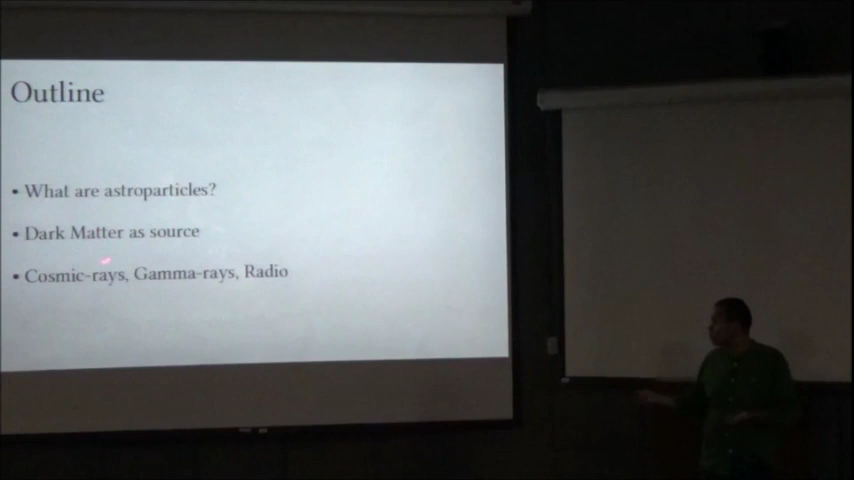 Outline
• What are astroparticles?
• Dark Matter as source
• Cosmic-rays, Gamma-rays, Radio